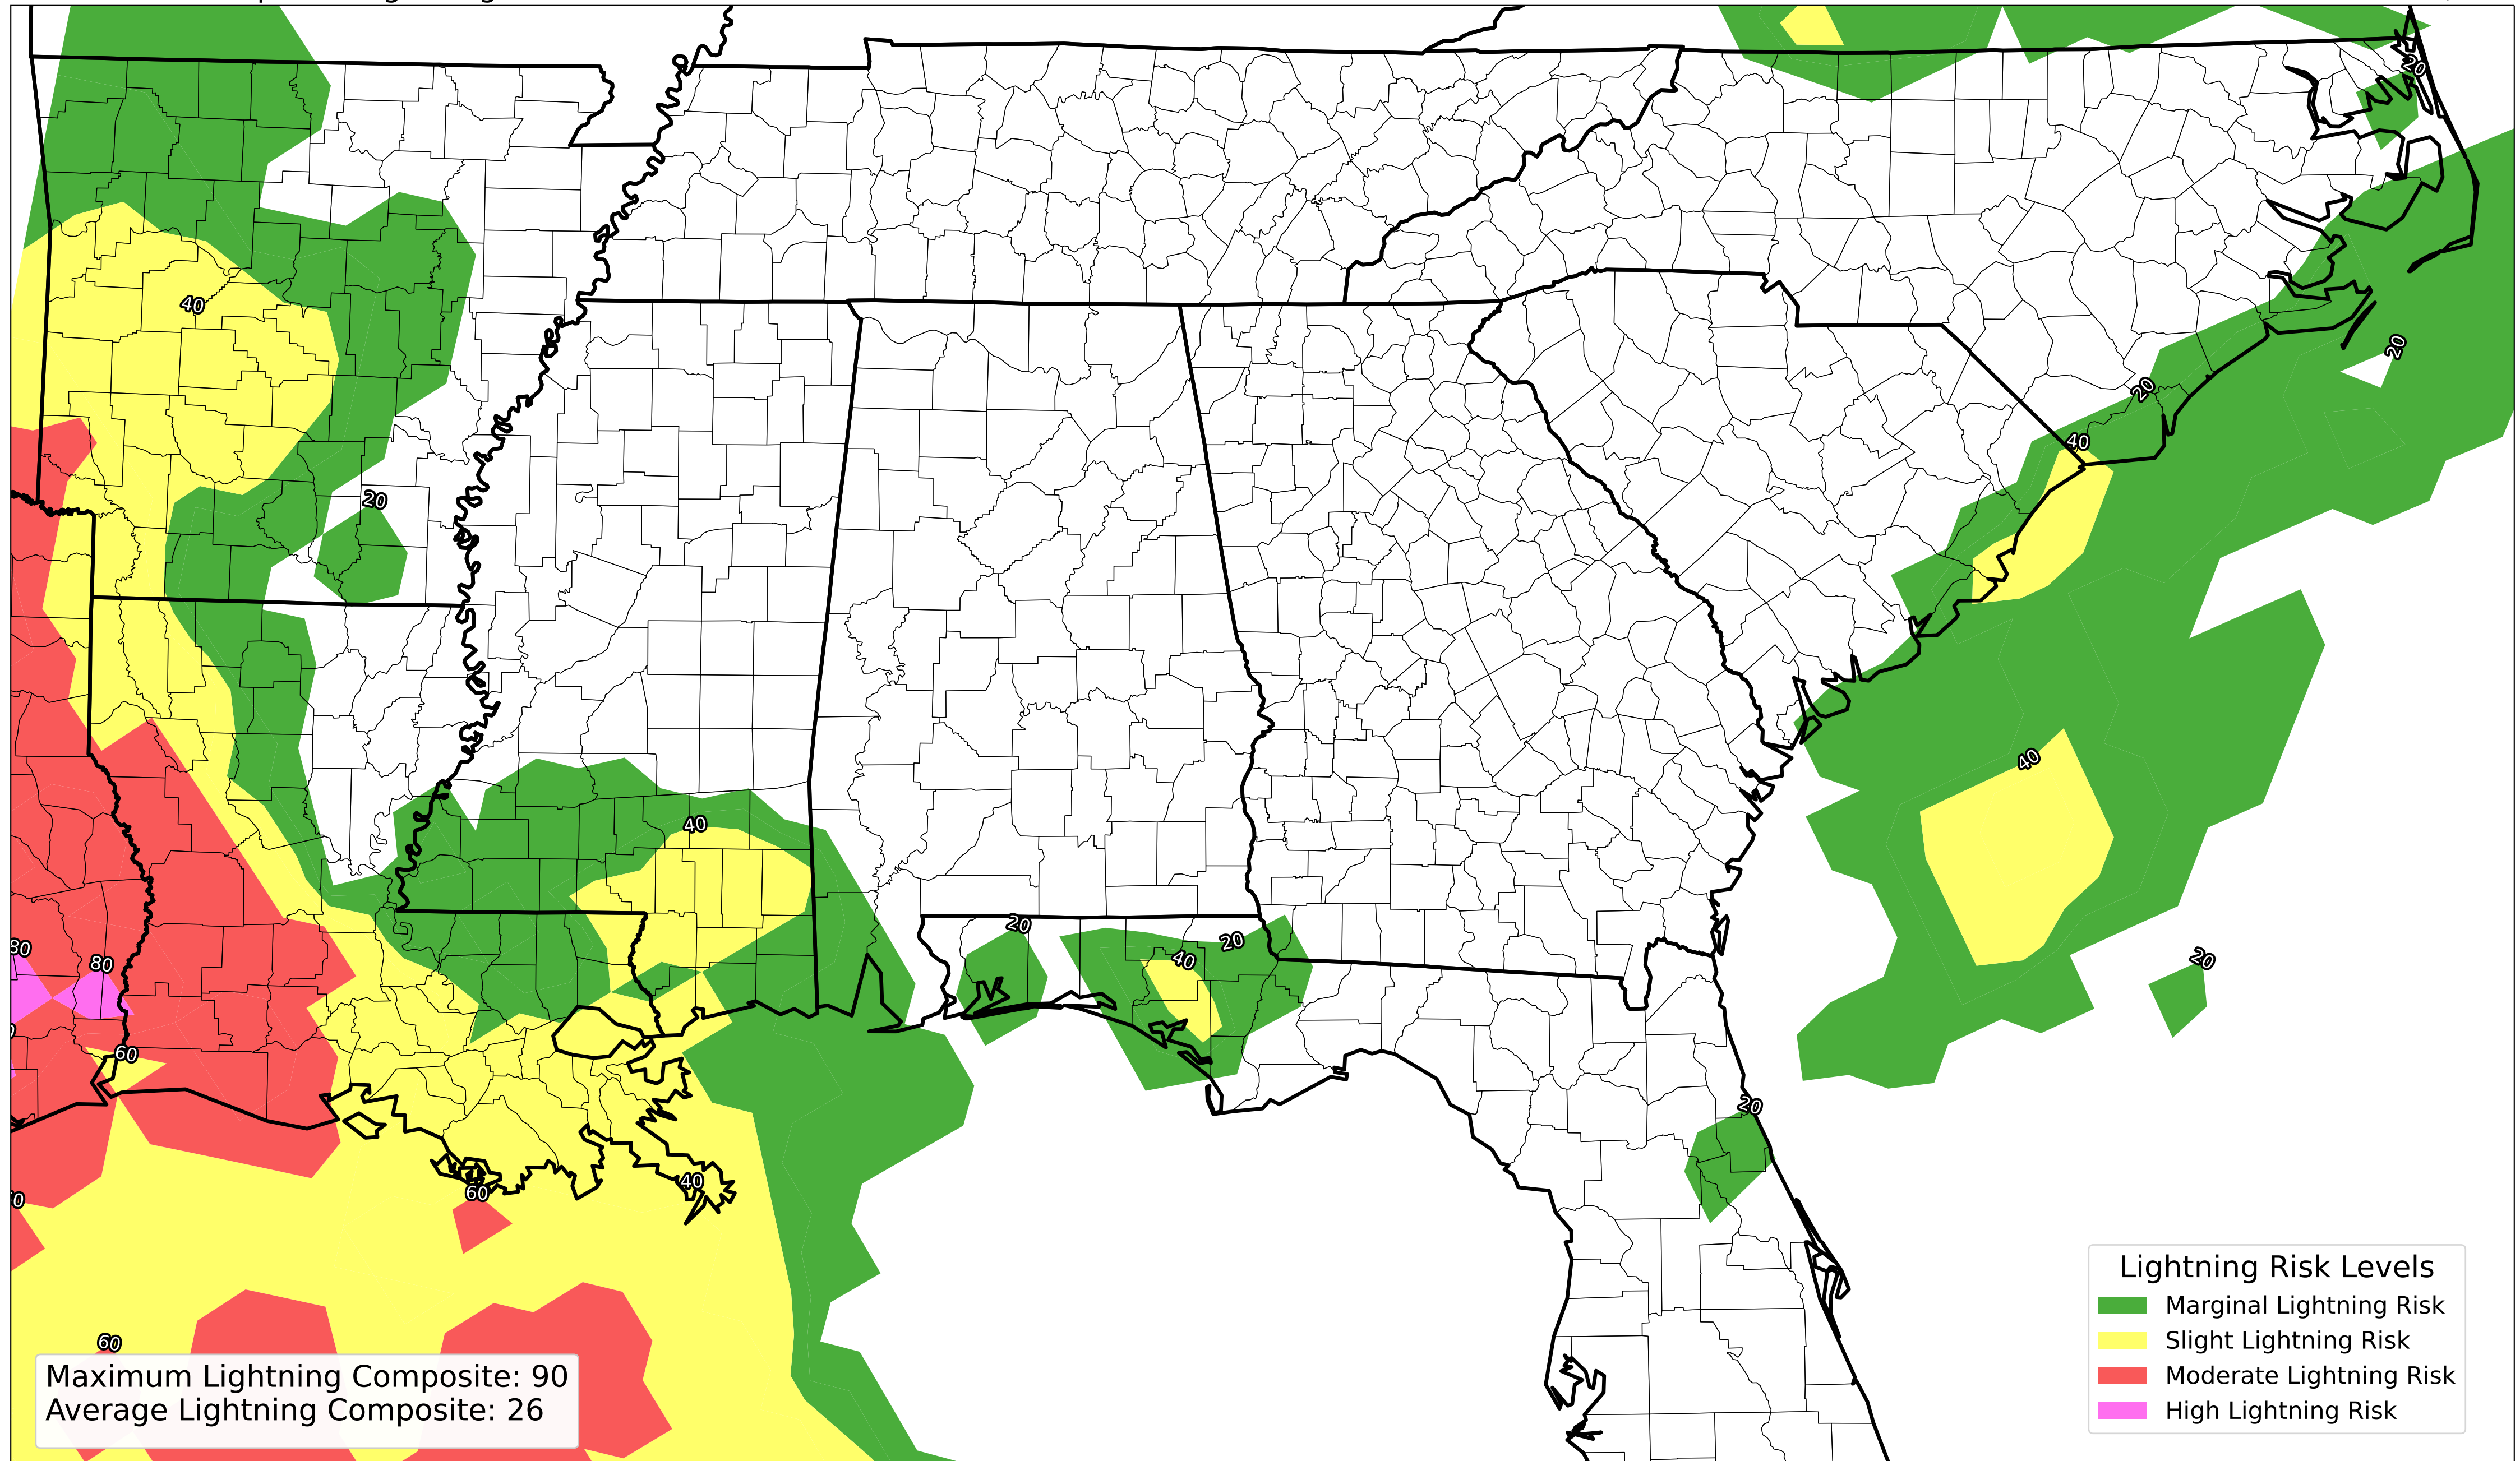 20
20
20
40
40
20
20
40
40
20
20
40
80
80
20
60
20
40
60
60
Lightning Risk Levels
Marginal Lightning Risk
Slight Lightning Risk
Moderate Lightning Risk
High Lightning Risk
Maximum Lightning Composite: 90
Average Lightning Composite: 26